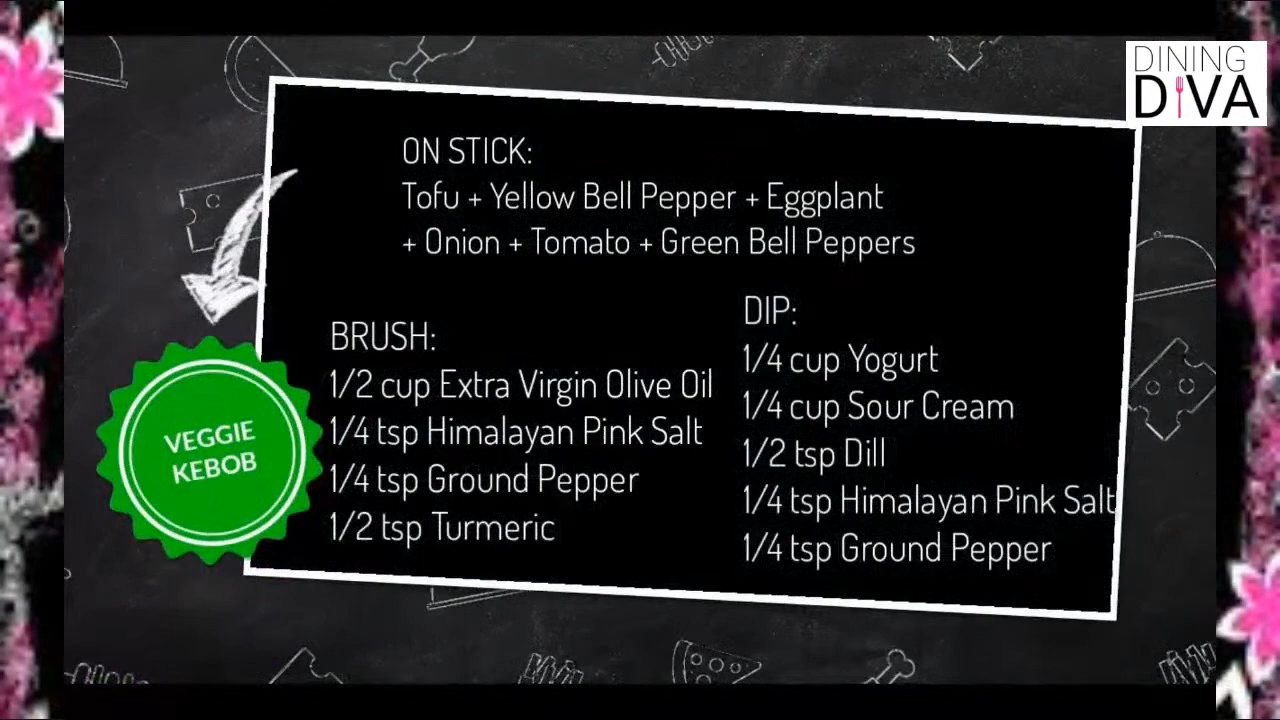 DINING
DIVA
ON STICK:
Tofu + Yellow Bell Pepper + Eggplant
+ Onion + Tomato + Green Bell Peppers
BRUSH:
1/2 cup Extra Virgin Olive Oil
1/4 tsp Himalayan Pink Salt
1/4 tsp Ground Pepper
1/2 tsp Turmeric
DIP:
1/4 cup Yogurt
1/4 cup Sour Cream
1/2 tsp Dill
1/4 tsp Himalayan Pink Salt
1/4 tsp Ground Pepper
VEGGIE
KEBOB